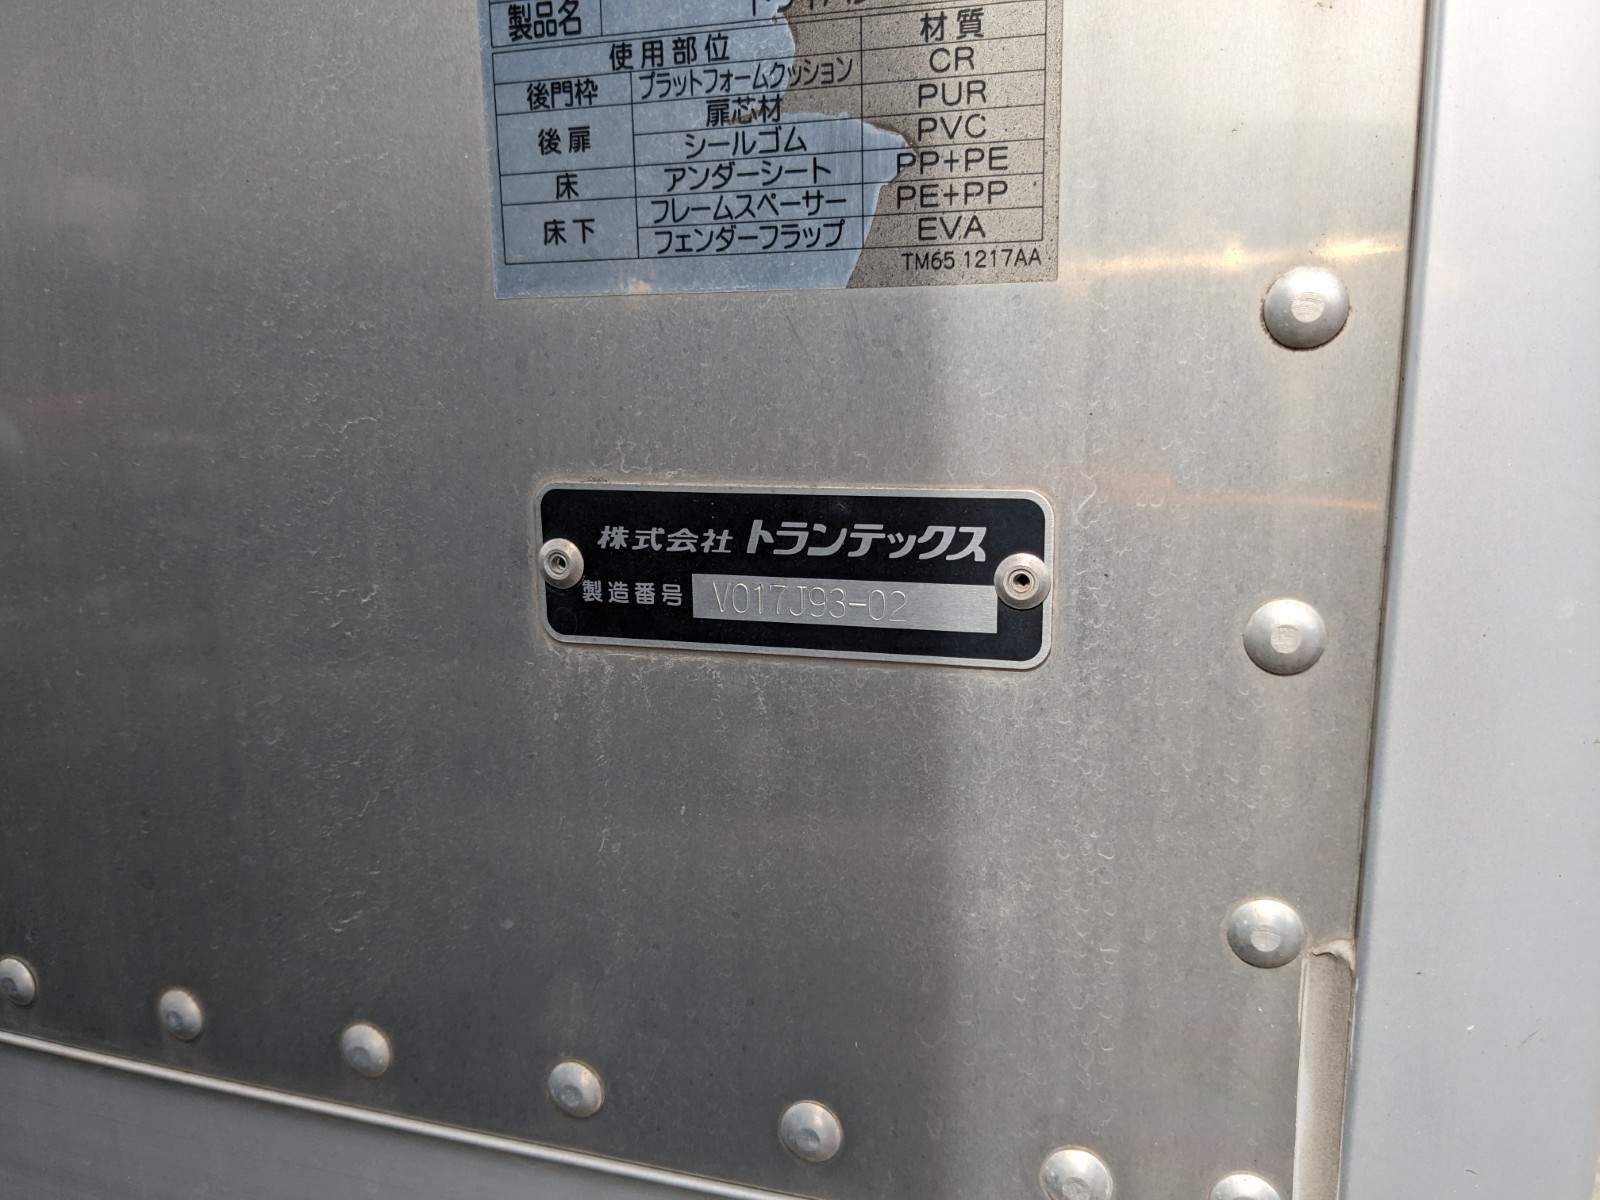 製品名
使用部位 材質
後門枠 プラットフォームクッション CR
後扉 扉芯材 PUR
シールゴム PVC
床 アンダーシート PP+PE
床下 フレームスペーサー PE+PP
フェンダーフラップ EVA
TM65 1217AA
株式会社 トランテックス
製造番号 V017J93-02